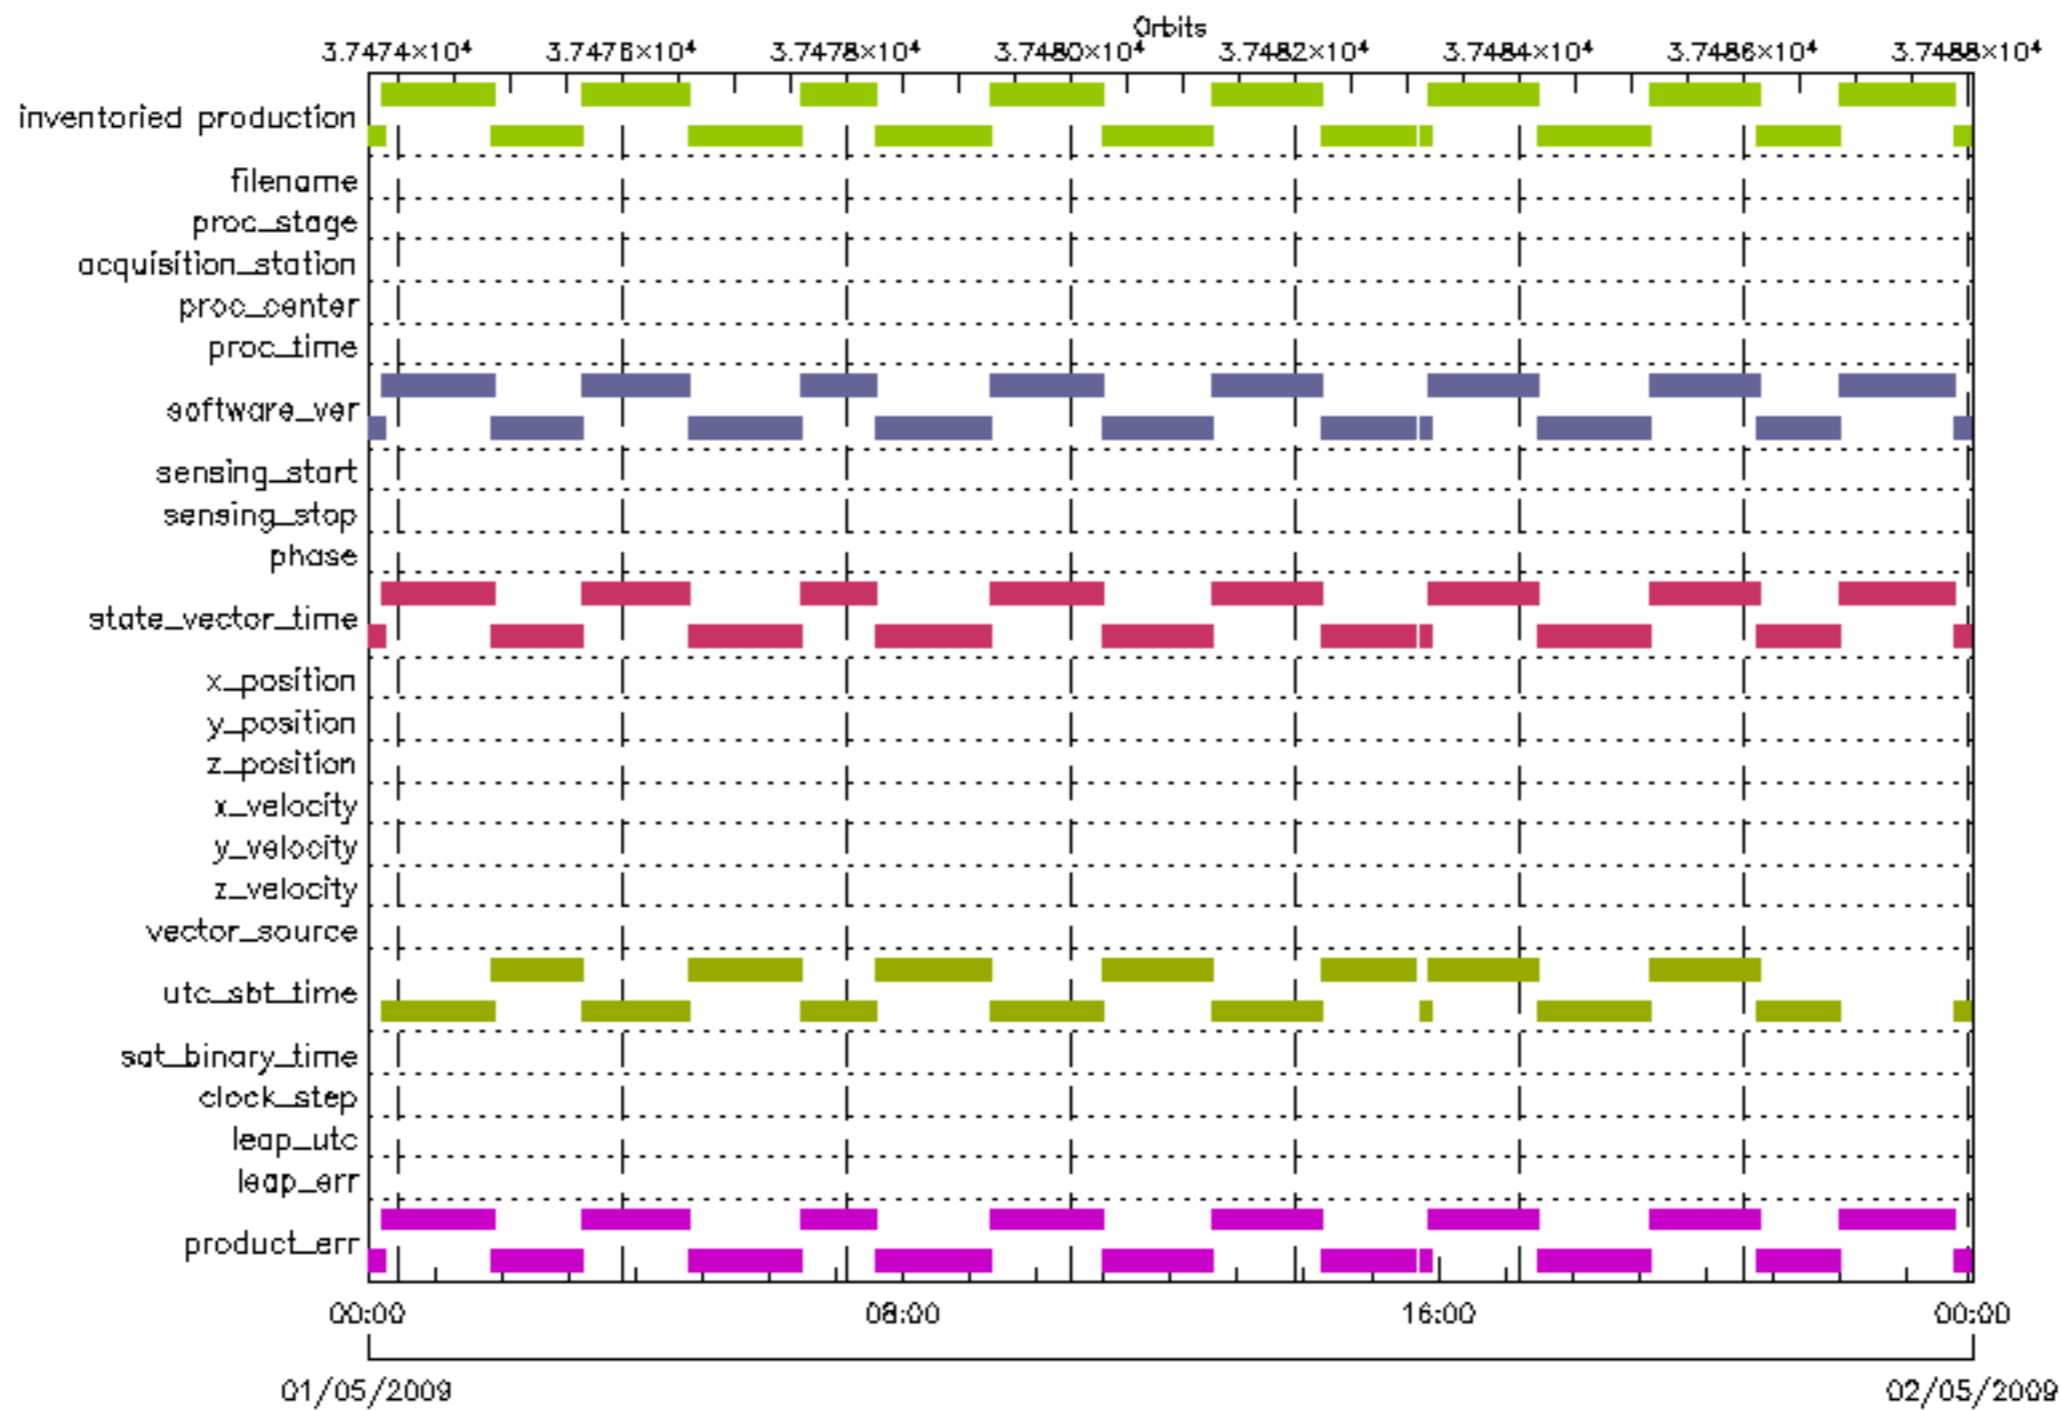 Orbits
3.7474×10⁴ 3.7476×10⁴ 3.7478×10⁴ 3.7480×10⁴ 3.7482×10⁴ 3.7484×10⁴ 3.7486×10⁴ 3.7488×10⁴
inventoried production
filename
proc_stage
acquisition_station
proc_center
proc_time
software_ver
sensing_start
sensing_stop
phase
state_vector_time
x_position
y_position
z_position
x_velocity
y_velocity
z_velocity
vector_source
utc_sbt_time
sat_binary_time
clock_step
leap_utc
leap_err
product_err
00:00 08:00 16:00 00:00
01/05/2009 02/05/2009